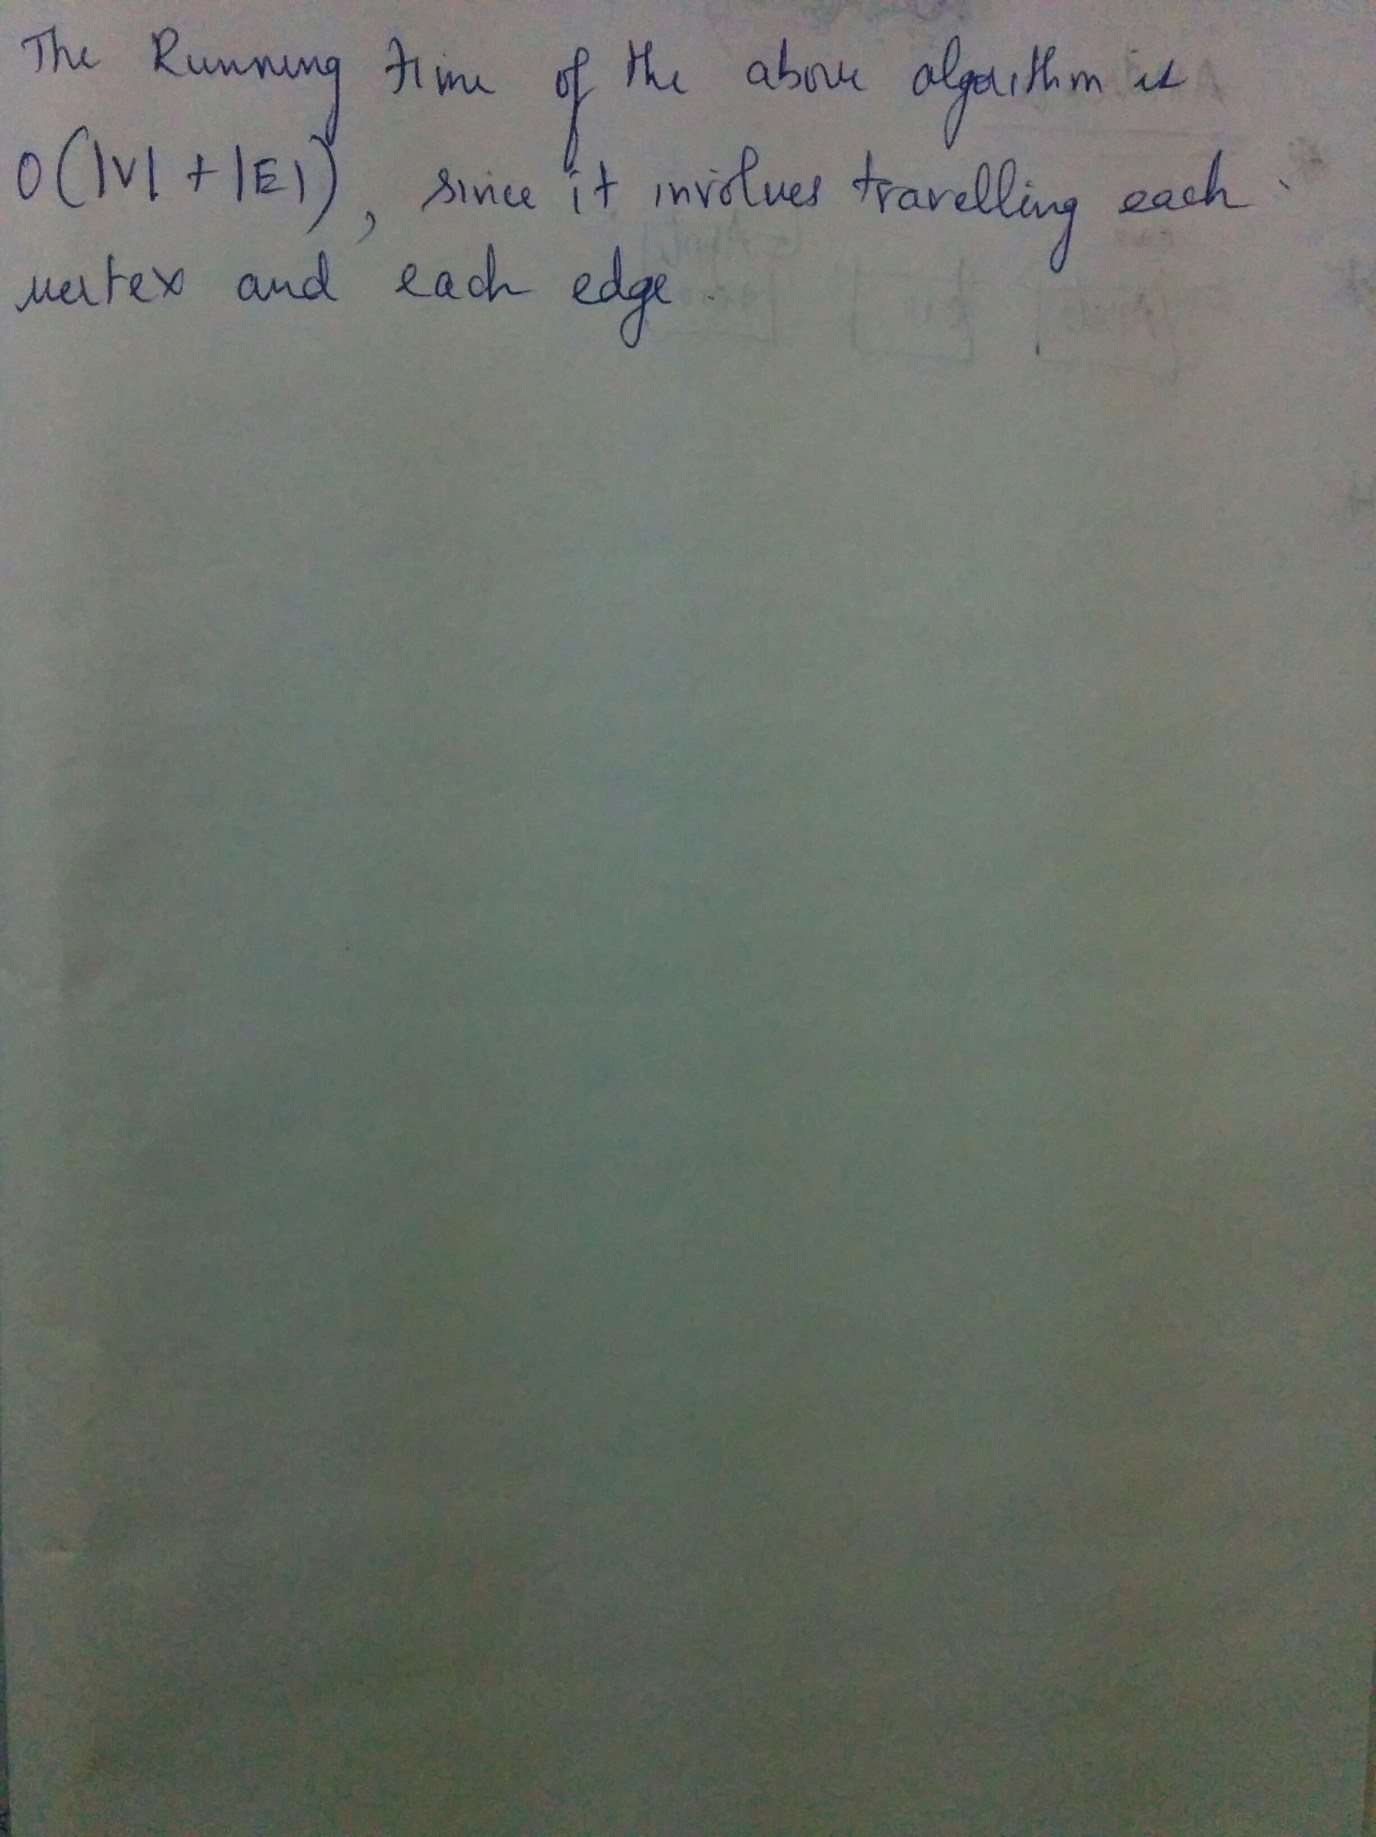 The Running time of the above algorithm is
O(|V| + |E|), since it involves travelling each
vertex and each edge.